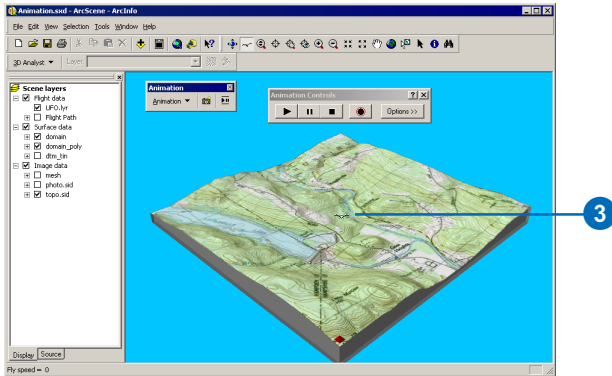 Animation.sxd - ArcScene - ArcInfo
File Edit View Selection Tools Window Help
3D Analyst Layer:
Scene layers
Flight data
UFO.lyr
Flight Path
Surface data
domain
domain_poly
dtm_tin
Image data
mesh
photo.sid
topo.sid
Animation
Animation
Animation Controls
Options >>
3
Display Source
Fly speed = 0